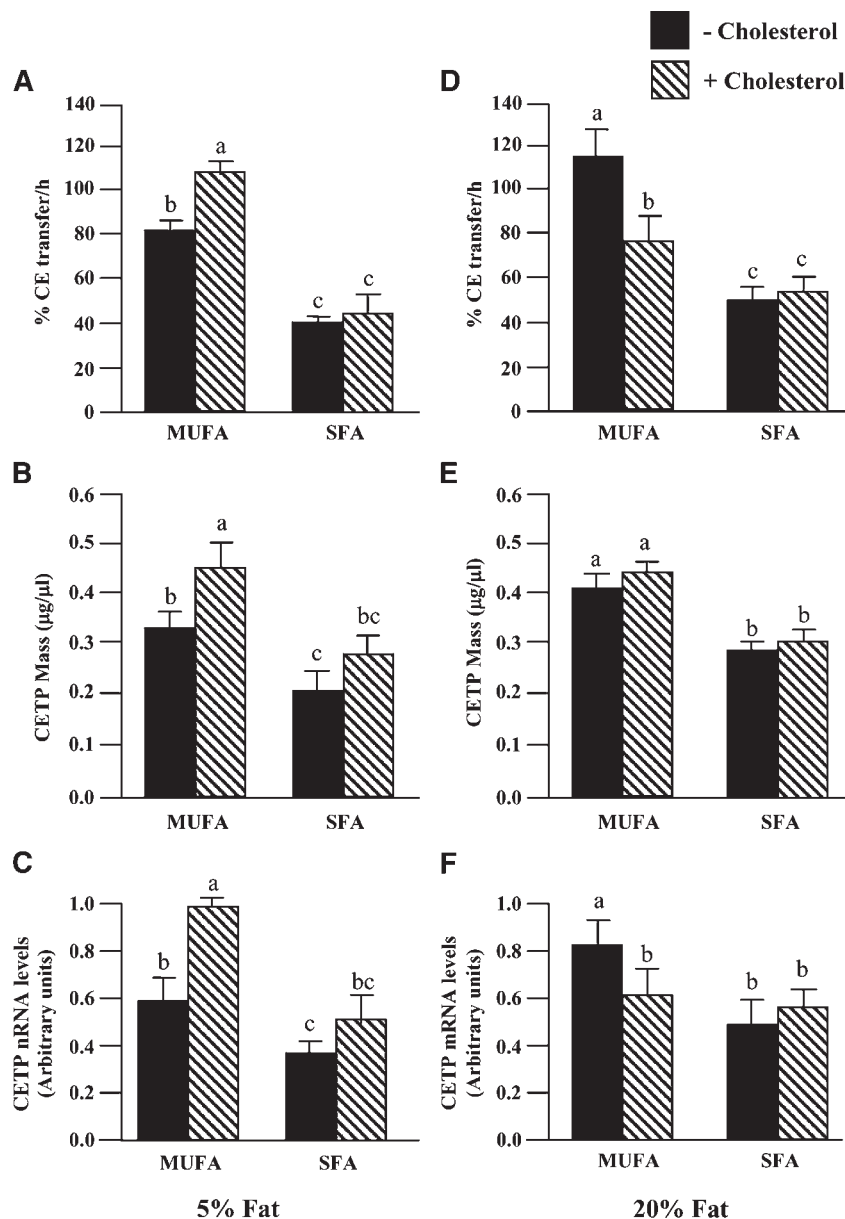 - Cholesterol
+ Cholesterol
A
% CE transfer/h
140
120
100
80
60
40
20
0
b
a
c
c
MUFA
SFA
D
% CE transfer/h
140
120
100
80
60
40
20
0
a
b
c
c
MUFA
SFA
B
CETP Mass (µg/µl)
0.6
0.5
0.4
0.3
0.2
0.1
0.0
b
a
c
bc
MUFA
SFA
E
CETP Mass (µg/µl)
0.6
0.5
0.4
0.3
0.2
0.1
0.0
a
a
b
b
MUFA
SFA
C
CETP nRNA levels
(Arbitrary units)
1.0
0.8
0.6
0.4
0.2
0.0
b
a
c
bc
MUFA
SFA
5% Fat
F
CETP mRNA levels
(Arbitrary units)
1.0
0.8
0.6
0.4
0.2
0.0
a
b
b
b
MUFA
SFA
20% Fat